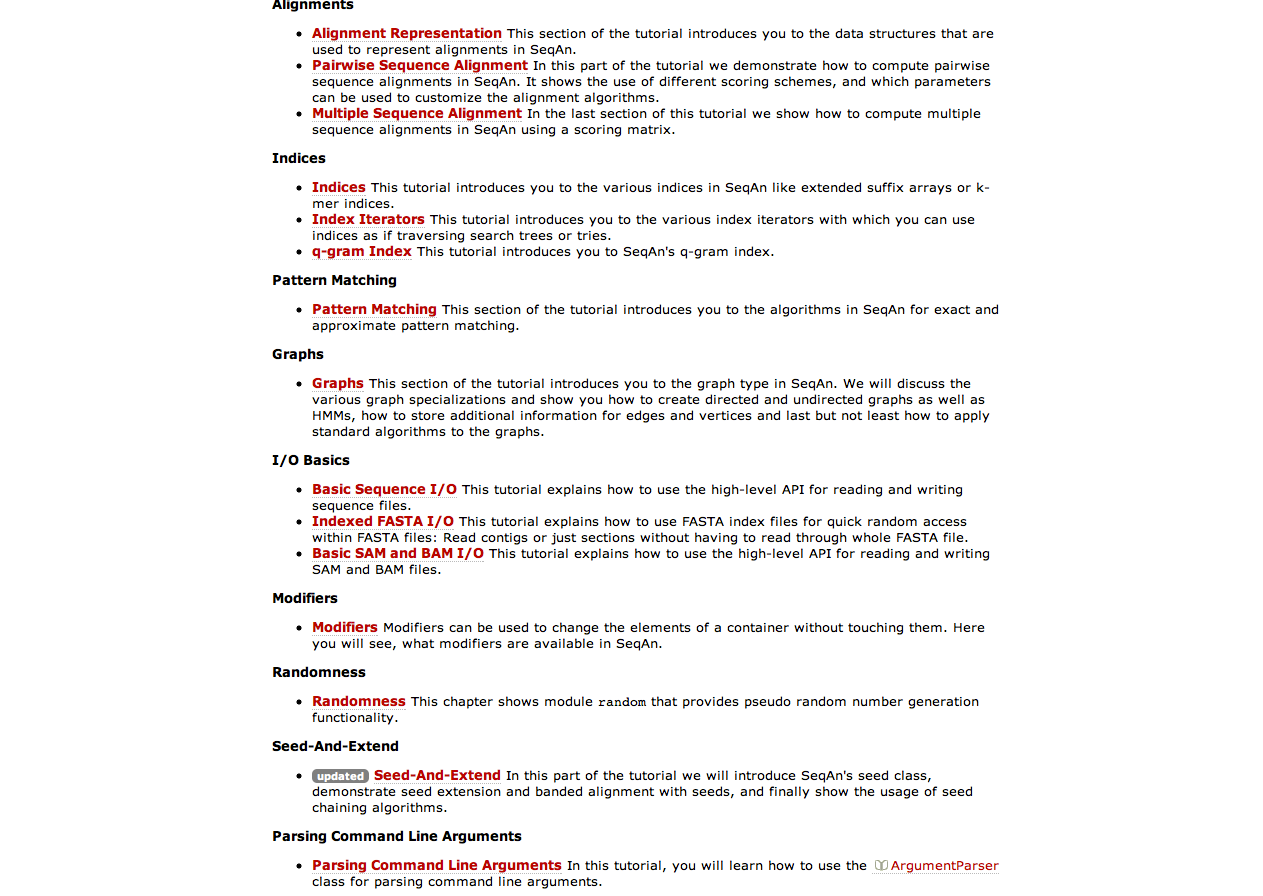 Alignments
Alignment Representation This section of the tutorial introduces you to the data structures that are
used to represent alignments in SeqAn.
Pairwise Sequence Alignment In this part of the tutorial we demonstrate how to compute pairwise
sequence alignments in SeqAn. It shows the use of different scoring schemes, and which parameters
can be used to customize the alignment algorithms.
Multiple Sequence Alignment In the last section of this tutorial we show how to compute multiple
sequence alignments in SeqAn using a scoring matrix.
Indices
Indices This tutorial introduces you to the various indices in SeqAn like extended suffix arrays or k-
mer indices.
Index Iterators This tutorial introduces you to the various index iterators with which you can use
indices as if traversing search trees or tries.
q-gram Index This tutorial introduces you to SeqAn's q-gram index.
Pattern Matching
Pattern Matching This section of the tutorial introduces you to the algorithms in SeqAn for exact and
approximate pattern matching.
Graphs
Graphs This section of the tutorial introduces you to the graph type in SeqAn. We will discuss the
various graph specializations and show you how to create directed and undirected graphs as well as
HMMs, how to store additional information for edges and vertices and last but not least how to apply
standard algorithms to the graphs.
I/O Basics
Basic Sequence I/O This tutorial explains how to use the high-level API for reading and writing
sequence files.
Indexed FASTA I/O This tutorial explains how to use FASTA index files for quick random access
within FASTA files: Read contigs or just sections without having to read through whole FASTA file.
Basic SAM and BAM I/O This tutorial explains how to use the high-level API for reading and writing
SAM and BAM files.
Modifiers
Modifiers Modifiers can be used to change the elements of a container without touching them. Here
you will see, what modifiers are available in SeqAn.
Randomness
Randomness This chapter shows module random that provides pseudo random number generation
functionality.
Seed-And-Extend
updated Seed-And-Extend In this part of the tutorial we will introduce SeqAn's seed class,
demonstrate seed extension and banded alignment with seeds, and finally show the usage of seed
chaining algorithms.
Parsing Command Line Arguments
Parsing Command Line Arguments In this tutorial, you will learn how to use the ArgumentParser
class for parsing command line arguments.